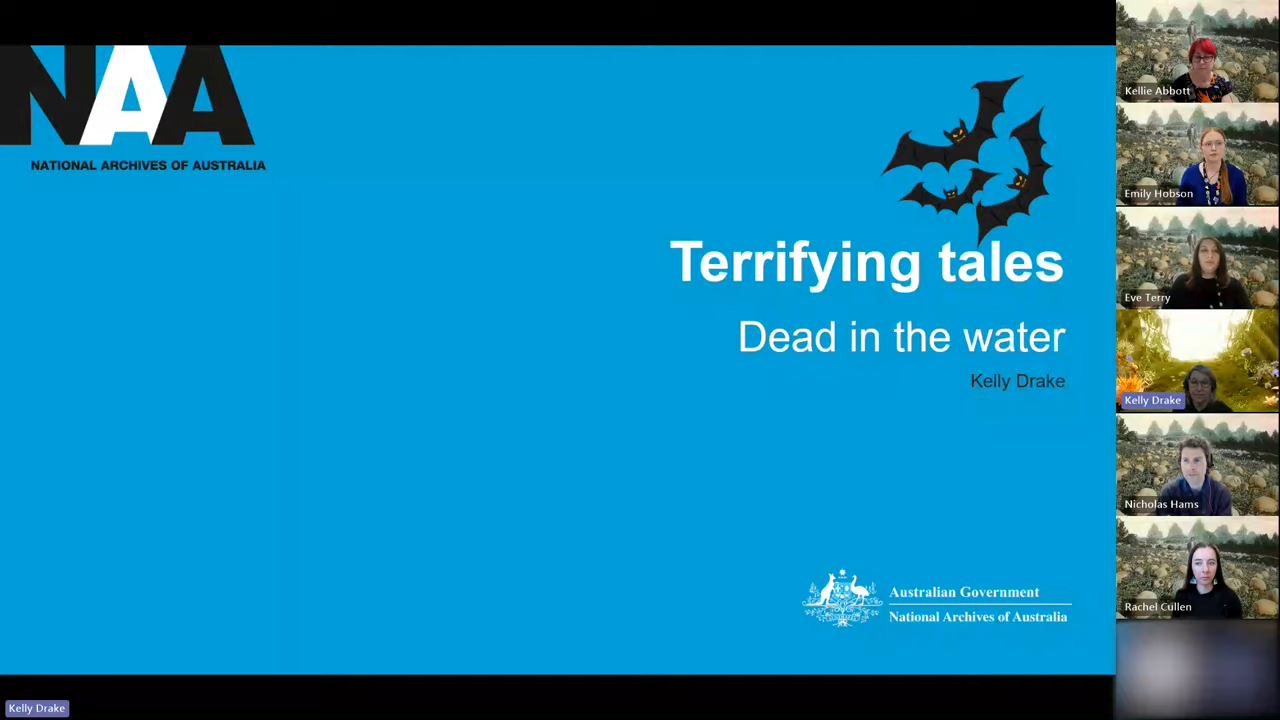 NAA
NATIONAL ARCHIVES OF AUSTRALIA
Terrifying tales
Dead in the water
Kelly Drake
Australian Government
National Archives of Australia
Kellie Abbott
Emily Hobson
Eve Terry
Kelly Drake
Nicholas Hams
Rachel Cullen
Kelly Drake